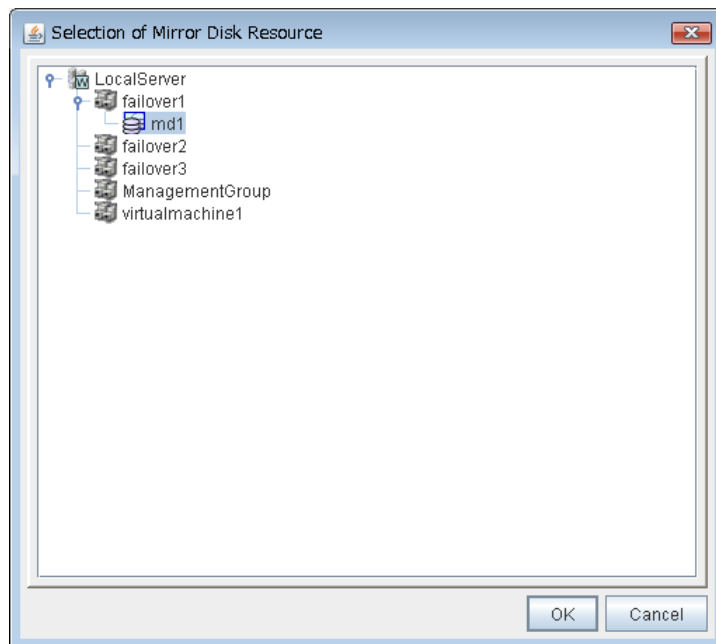 Selection of Mirror Disk Resource
LocalServer
failover1
md1
failover2
failover3
ManagementGroup
virtualmachine1
OK
Cancel